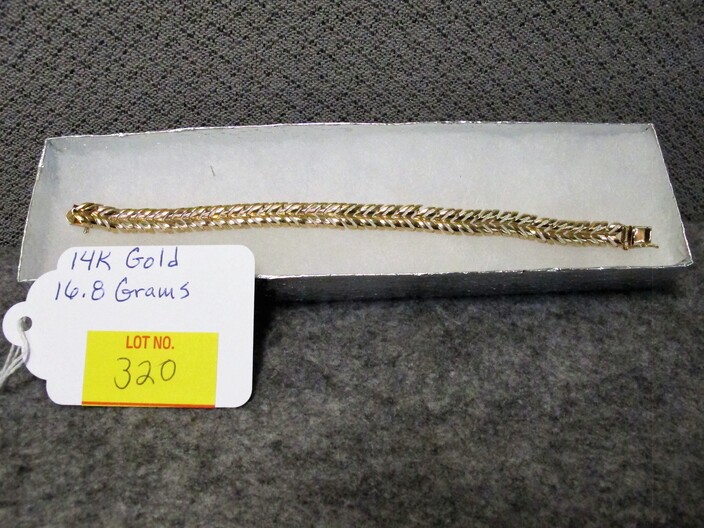 14K Gold
16.8 Grams
LOT NO.
320